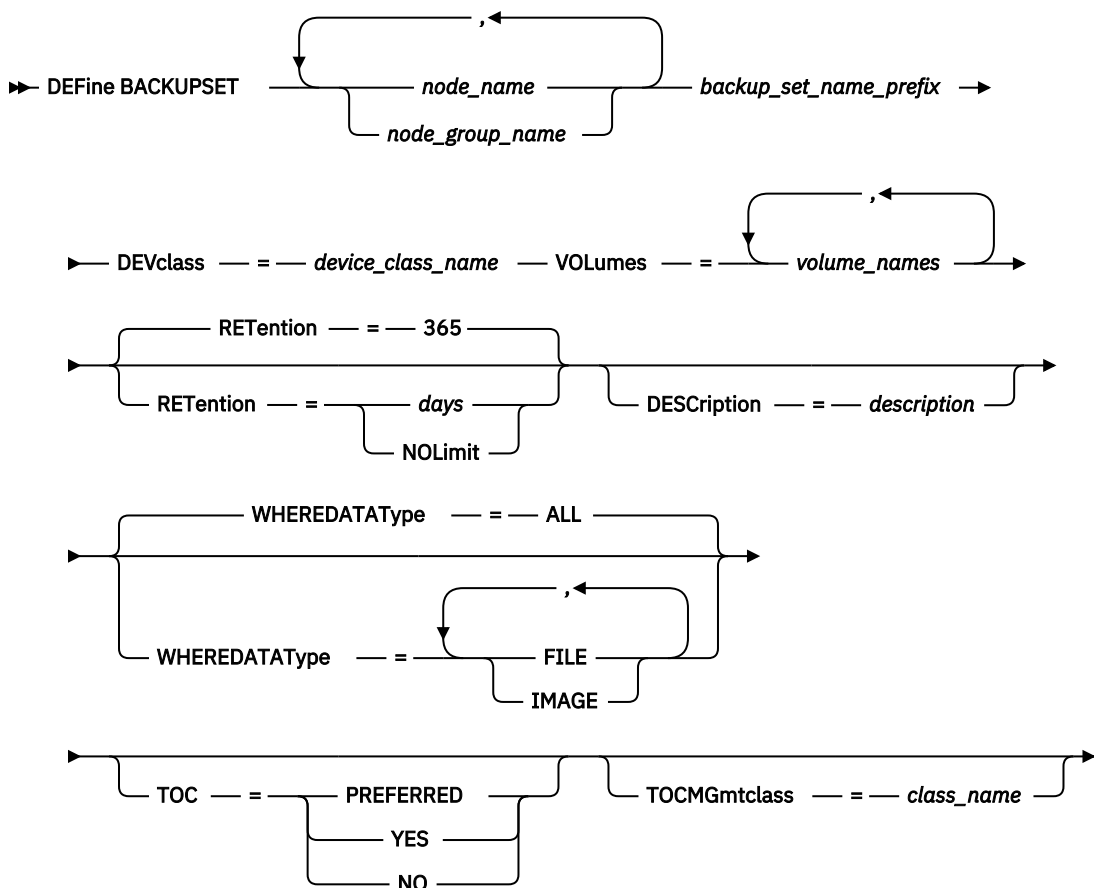 ,
DEFine BACKUPSET node_name backup_set_name_prefix
node_group_name
,
DEVclass = device_class_name VOLumes = volume_names
RETention = 365
RETention = days
NOLimit
DESCription = description
WHEREDATAType = ALL
,
WHEREDATAType = FILE
IMAGE
TOC = PREFERRED
YES
NO
TOCMGmtclass = class_name